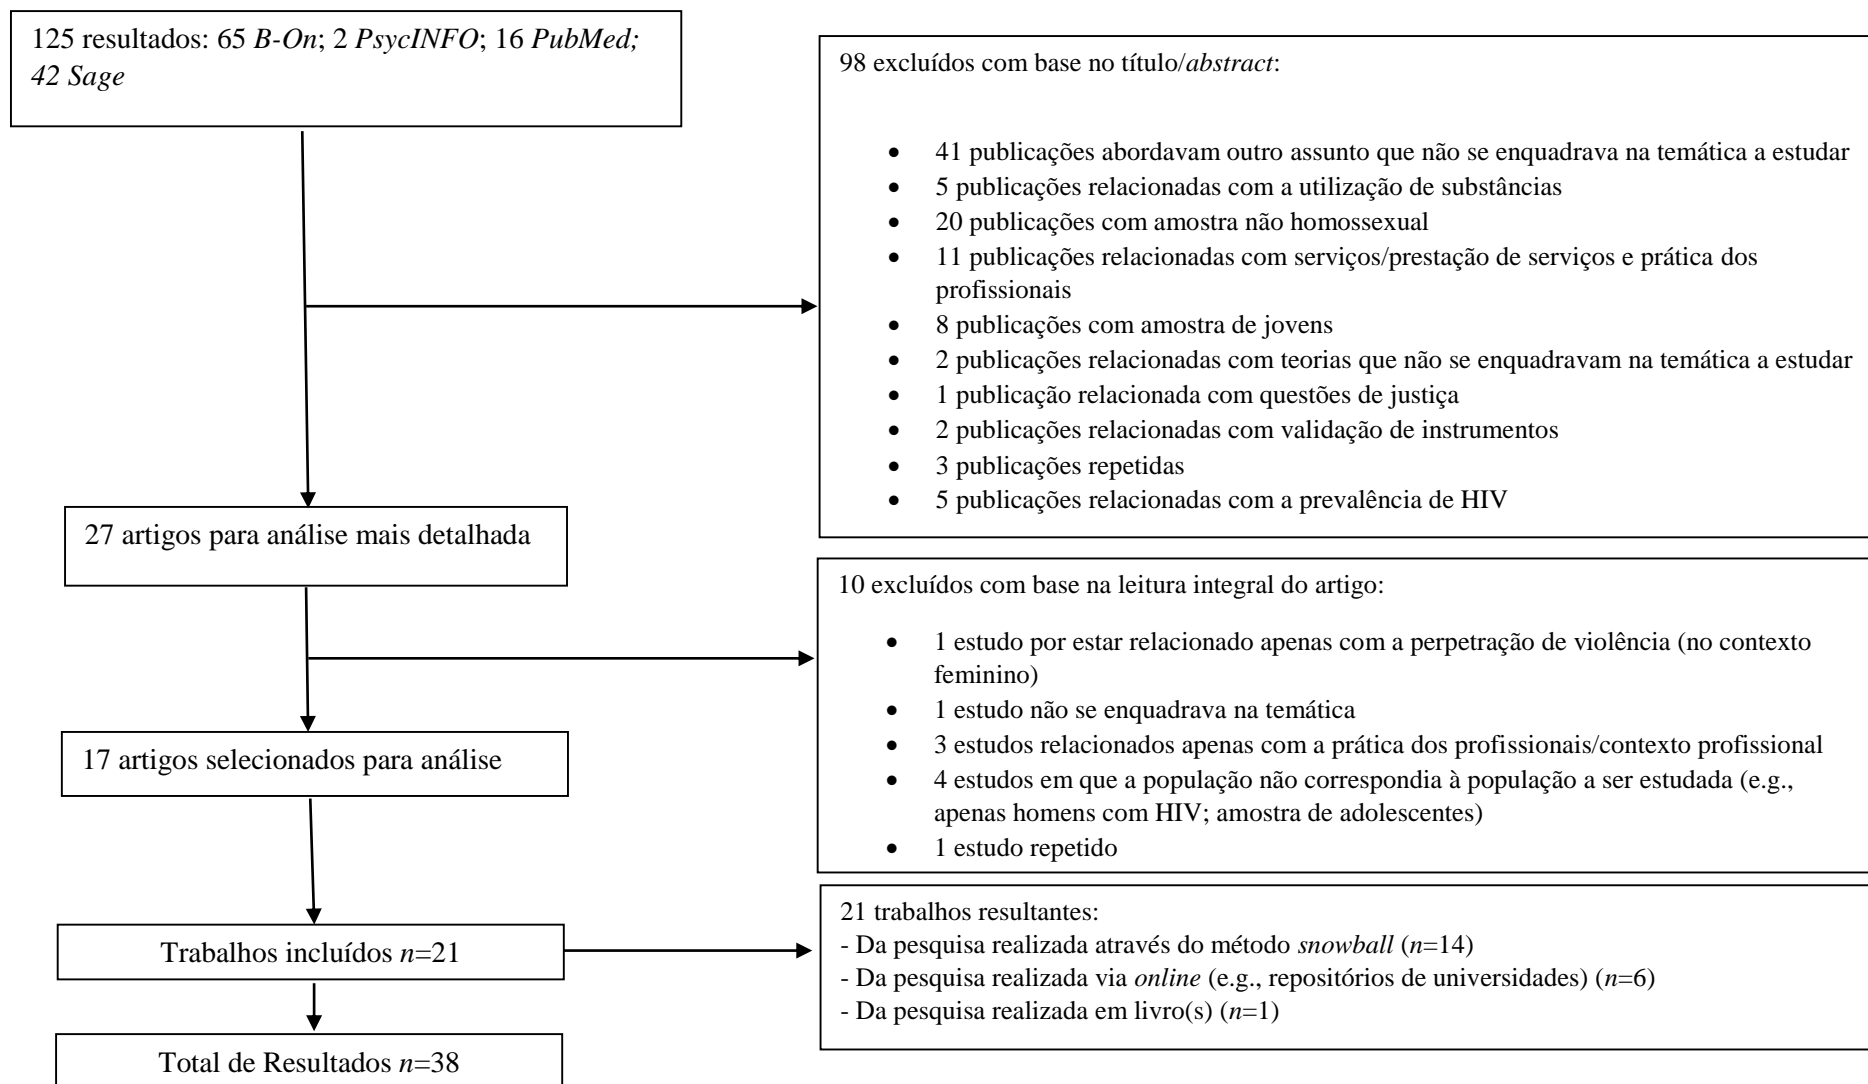 125 resultados: 65 B-On; 2 PsycINFO; 16 PubMed;
42 Sage
98 excluídos com base no título/abstract:
• 41 publicações abordavam outro assunto que não se enquadrava na temática a estudar
• 5 publicações relacionadas com a utilização de substâncias
• 20 publicações com amostra não homossexual
• 11 publicações relacionadas com serviços/prestação de serviços e prática dos
profissionais
• 8 publicações com amostra de jovens
• 2 publicações relacionadas com teorias que não se enquadravam na temática a estudar
• 1 publicação relacionada com questões de justiça
• 2 publicações relacionadas com validação de instrumentos
• 3 publicações repetidas
• 5 publicações relacionadas com a prevalência de HIV
27 artigos para análise mais detalhada
10 excluídos com base na leitura integral do artigo:
• 1 estudo por estar relacionado apenas com a perpetração de violência (no contexto
feminino)
• 1 estudo não se enquadrava na temática
• 3 estudos relacionados apenas com a prática dos profissionais/contexto profissional
• 4 estudos em que a população não correspondia à população a ser estudada (e.g.,
apenas homens com HIV; amostra de adolescentes)
• 1 estudo repetido
17 artigos selecionados para análise
Trabalhos incluídos n=21
21 trabalhos resultantes:
- Da pesquisa realizada através do método snowball (n=14)
- Da pesquisa realizada via online (e.g., repositórios de universidades) (n=6)
- Da pesquisa realizada em livro(s) (n=1)
Total de Resultados n=38